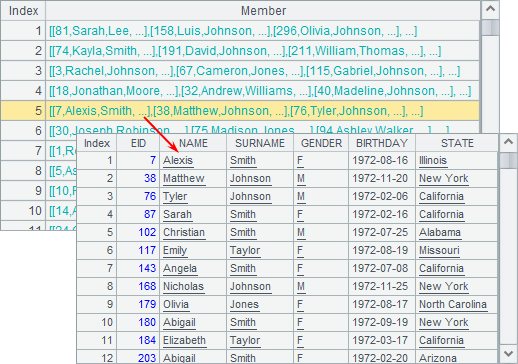 Index Member
1 [[81,Sarah,Lee, ...],[158,Luis,Johnson, ...],[296,Olivia,Johnson, ...], ...]
2 [[74,Kayla,Smith, ...],[191,David,Johnson, ...],[211,William,Thomas, ...], ...]
3 [[3,Rachel,Johnson, ...],[67,Cameron,Jones, ...],[115,Gabriel,Johnson, ...], ...]
4 [[18,Jonathan,Moore, ...],[32,Andrew,Williams, ...],[40,Madeline,Johnson, ...], ...]
5 [[7,Alexis,Smith, ...],[38,Matthew,Johnson, ...],[76,Tyler,Johnson, ...], ...]
6 [[30,Joseph,Robinson, ...],[75,Madison,Jones, ...],[94,Ashley,Walker, ...], ...]
7 [[1,R
8 [[5,As
9 [[10,
10 [[14,
11
Index EID NAME SURNAME GENDER BIRTHDAY STATE
1 7 Alexis Smith F 1972-08-16 Illinois
2 38 Matthew Johnson M 1972-11-20 New York
3 76 Tyler Johnson M 1972-02-06 California
4 87 Sarah Smith F 1972-02-16 California
5 102 Christian Smith M 1972-07-25 Alabama
6 117 Emily Taylor F 1972-08-19 Missouri
7 143 Angela Smith F 1972-07-08 California
8 168 Nicholas Johnson M 1972-11-25 New York
9 179 Olivia Jones F 1972-08-17 North Carolina
10 180 Abigail Smith F 1972-09-19 New York
11 184 Elizabeth Taylor F 1972-03-17 California
12 203 Abigail Smith F 1972-02-20 Arizona